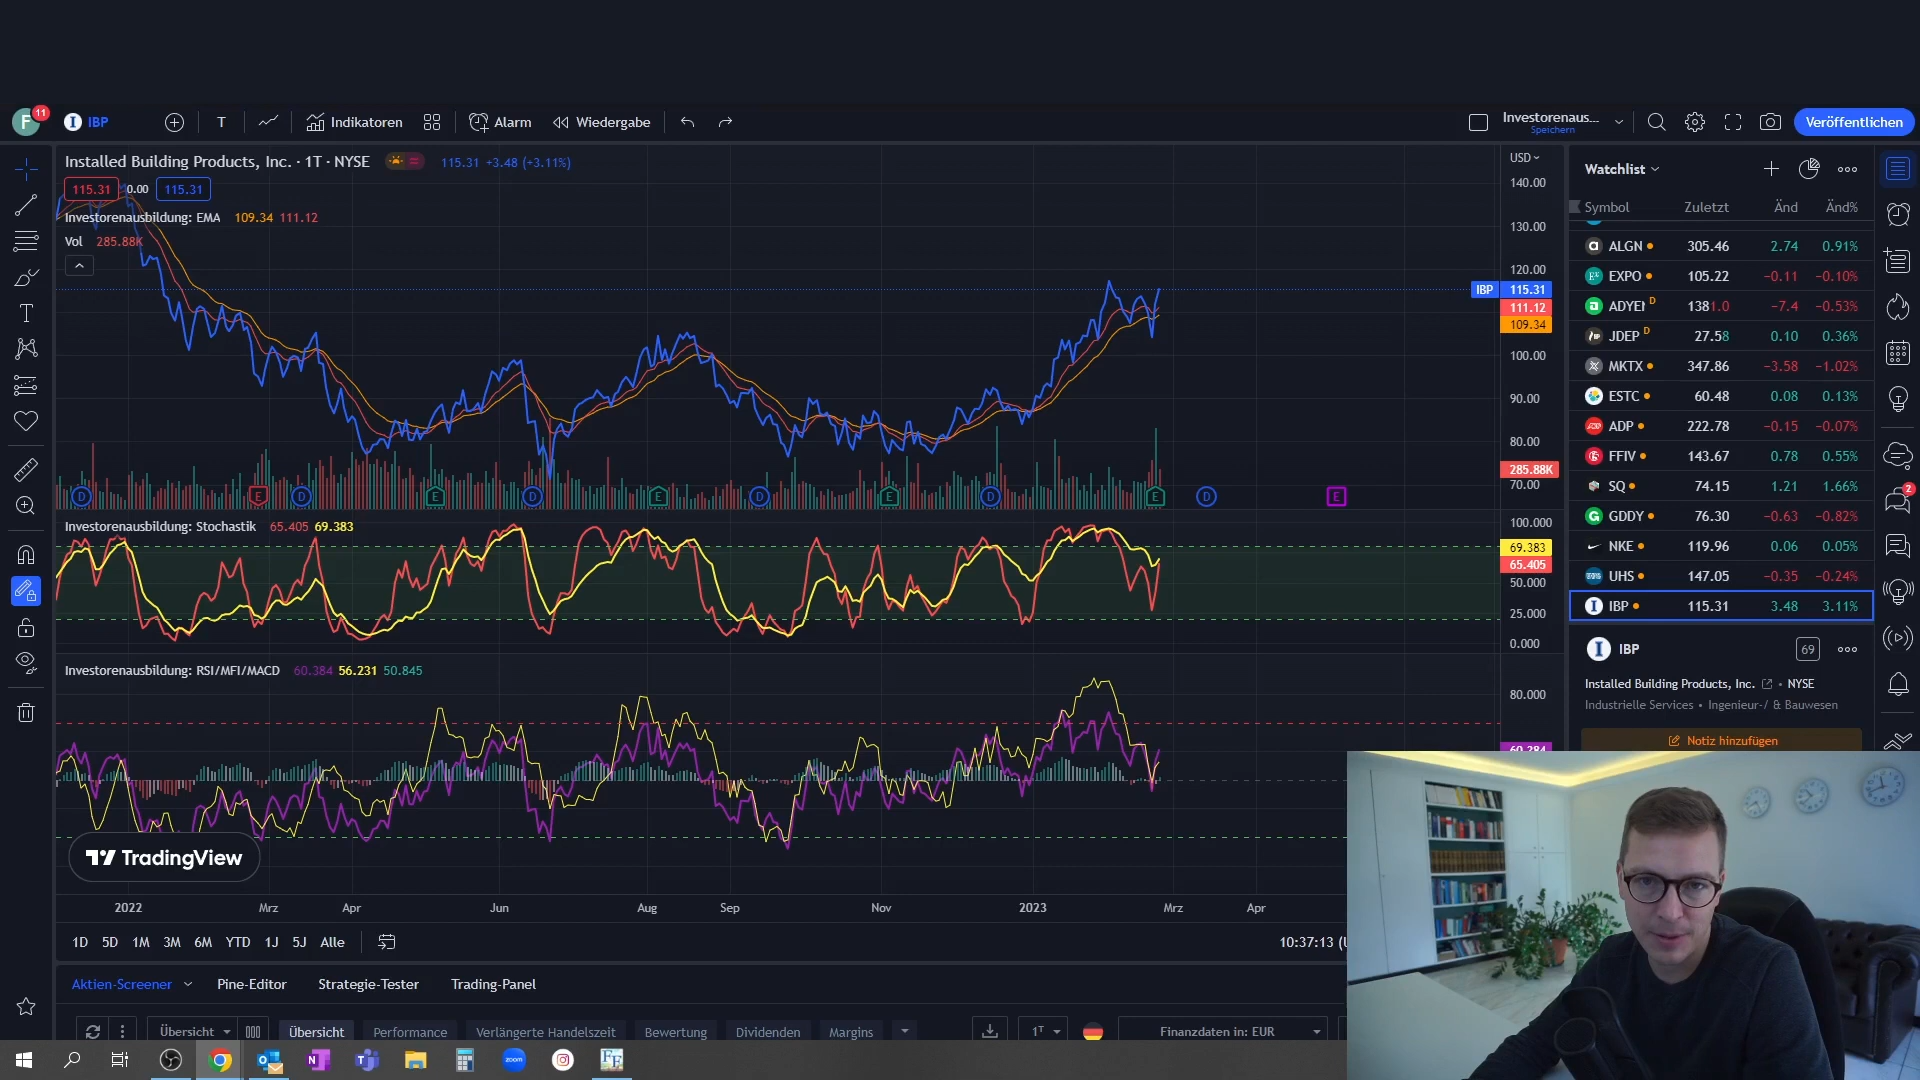 F 11 IBP T Indikatoren Alarm Wiedergabe Investorenaus... Veröffentlichen
Speichern
Installed Building Products, Inc. · 1T · NYSE 115.31 +3.48 (+3.11%)
115.31 0.00 115.31
Investorenausbildung: EMA 109.34 111.12
Vol 285.88K
USD
140.00
130.00
120.00
IBP 115.31
111.12
109.34
100.00
90.00
80.00
285.88K
70.00
D E D E D E D E D E D E
Investorenausbildung: Stochastik 65.405 69.383
100.000
69.383
65.405
50.000
25.000
0.000
Investorenausbildung: RSI/MFI/MACD 60.384 56.231 50.845
80.000
TradingView
2022 Mrz Apr Jun Aug Sep Nov 2023 Mrz Apr
1D 5D 1M 3M 6M YTD 1J 5J Alle
10:37:13
Aktien-Screener Pine-Editor Strategie-Tester Trading-Panel
Übersicht Übersicht Performance Verlängerte Handelszeit Bewertung Dividenden Margins 1T Finanzdaten in: EUR
Watchlist
Symbol Zuletzt Änd Änd%
ALGN 305.46 2.74 0.91%
EXPO 105.22 −0.11 −0.10%
ADYEN D 1381.0 −7.4 −0.53%
JDEP D 27.58 0.10 0.36%
MKTX 347.86 −3.58 −1.02%
ESTC 60.48 0.08 0.13%
ADP 222.78 −0.15 −0.07%
FFIV 143.67 0.78 0.55%
SQ 74.15 1.21 1.66%
GDDY 76.30 −0.63 −0.82%
NKE 119.96 0.06 0.05%
UHS 147.05 −0.35 −0.24%
IBP 115.31 3.48 3.11%
IBP 69
Installed Building Products, Inc. • NYSE
Industrielle Services • Ingenieur-/ & Bauwesen
Notiz hinzufügen
2
zoom